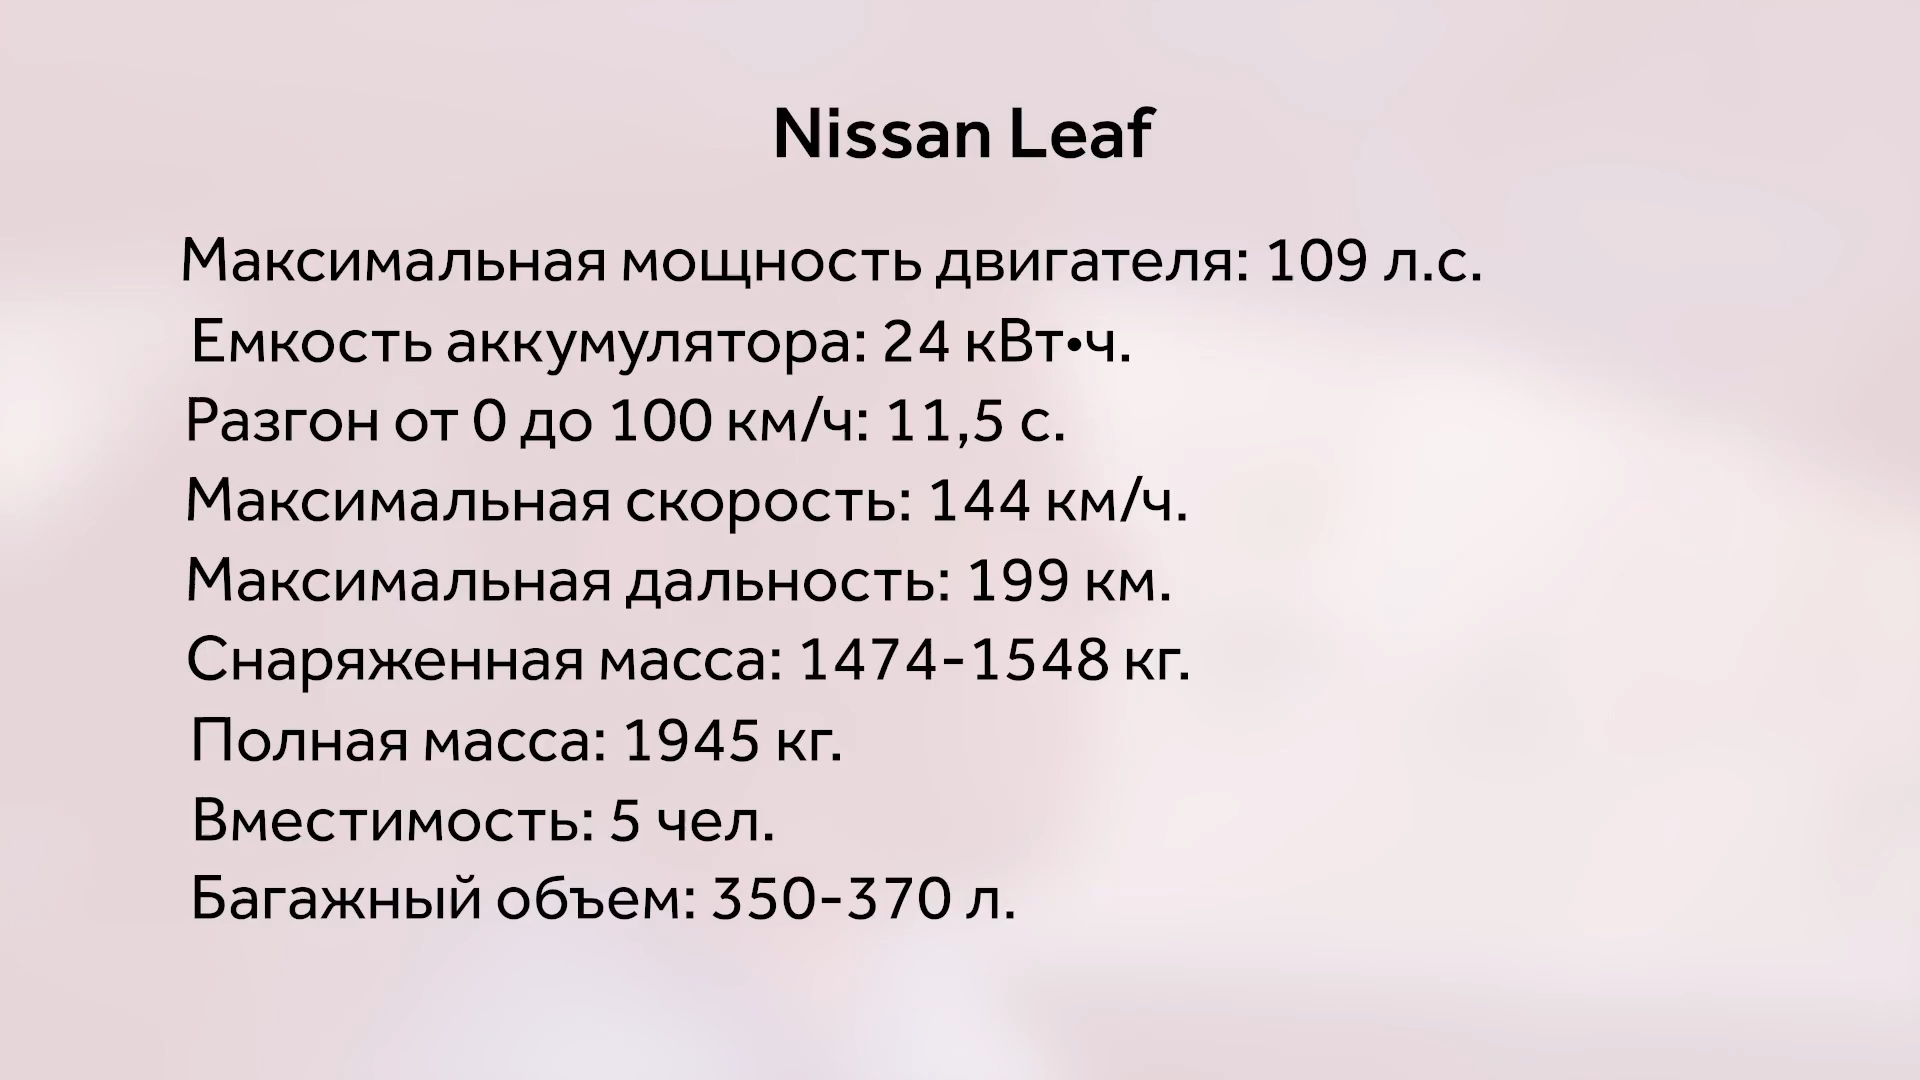 Nissan Leaf
Максимальная мощность двигателя: 109 л.с.
Емкость аккумулятора: 24 кВт•ч.
Разгон от 0 до 100 км/ч: 11,5 с.
Максимальная скорость: 144 км/ч.
Максимальная дальность: 199 км.
Снаряженная масса: 1474-1548 кг.
Полная масса: 1945 кг.
Вместимость: 5 чел.
Багажный объем: 350-370 л.